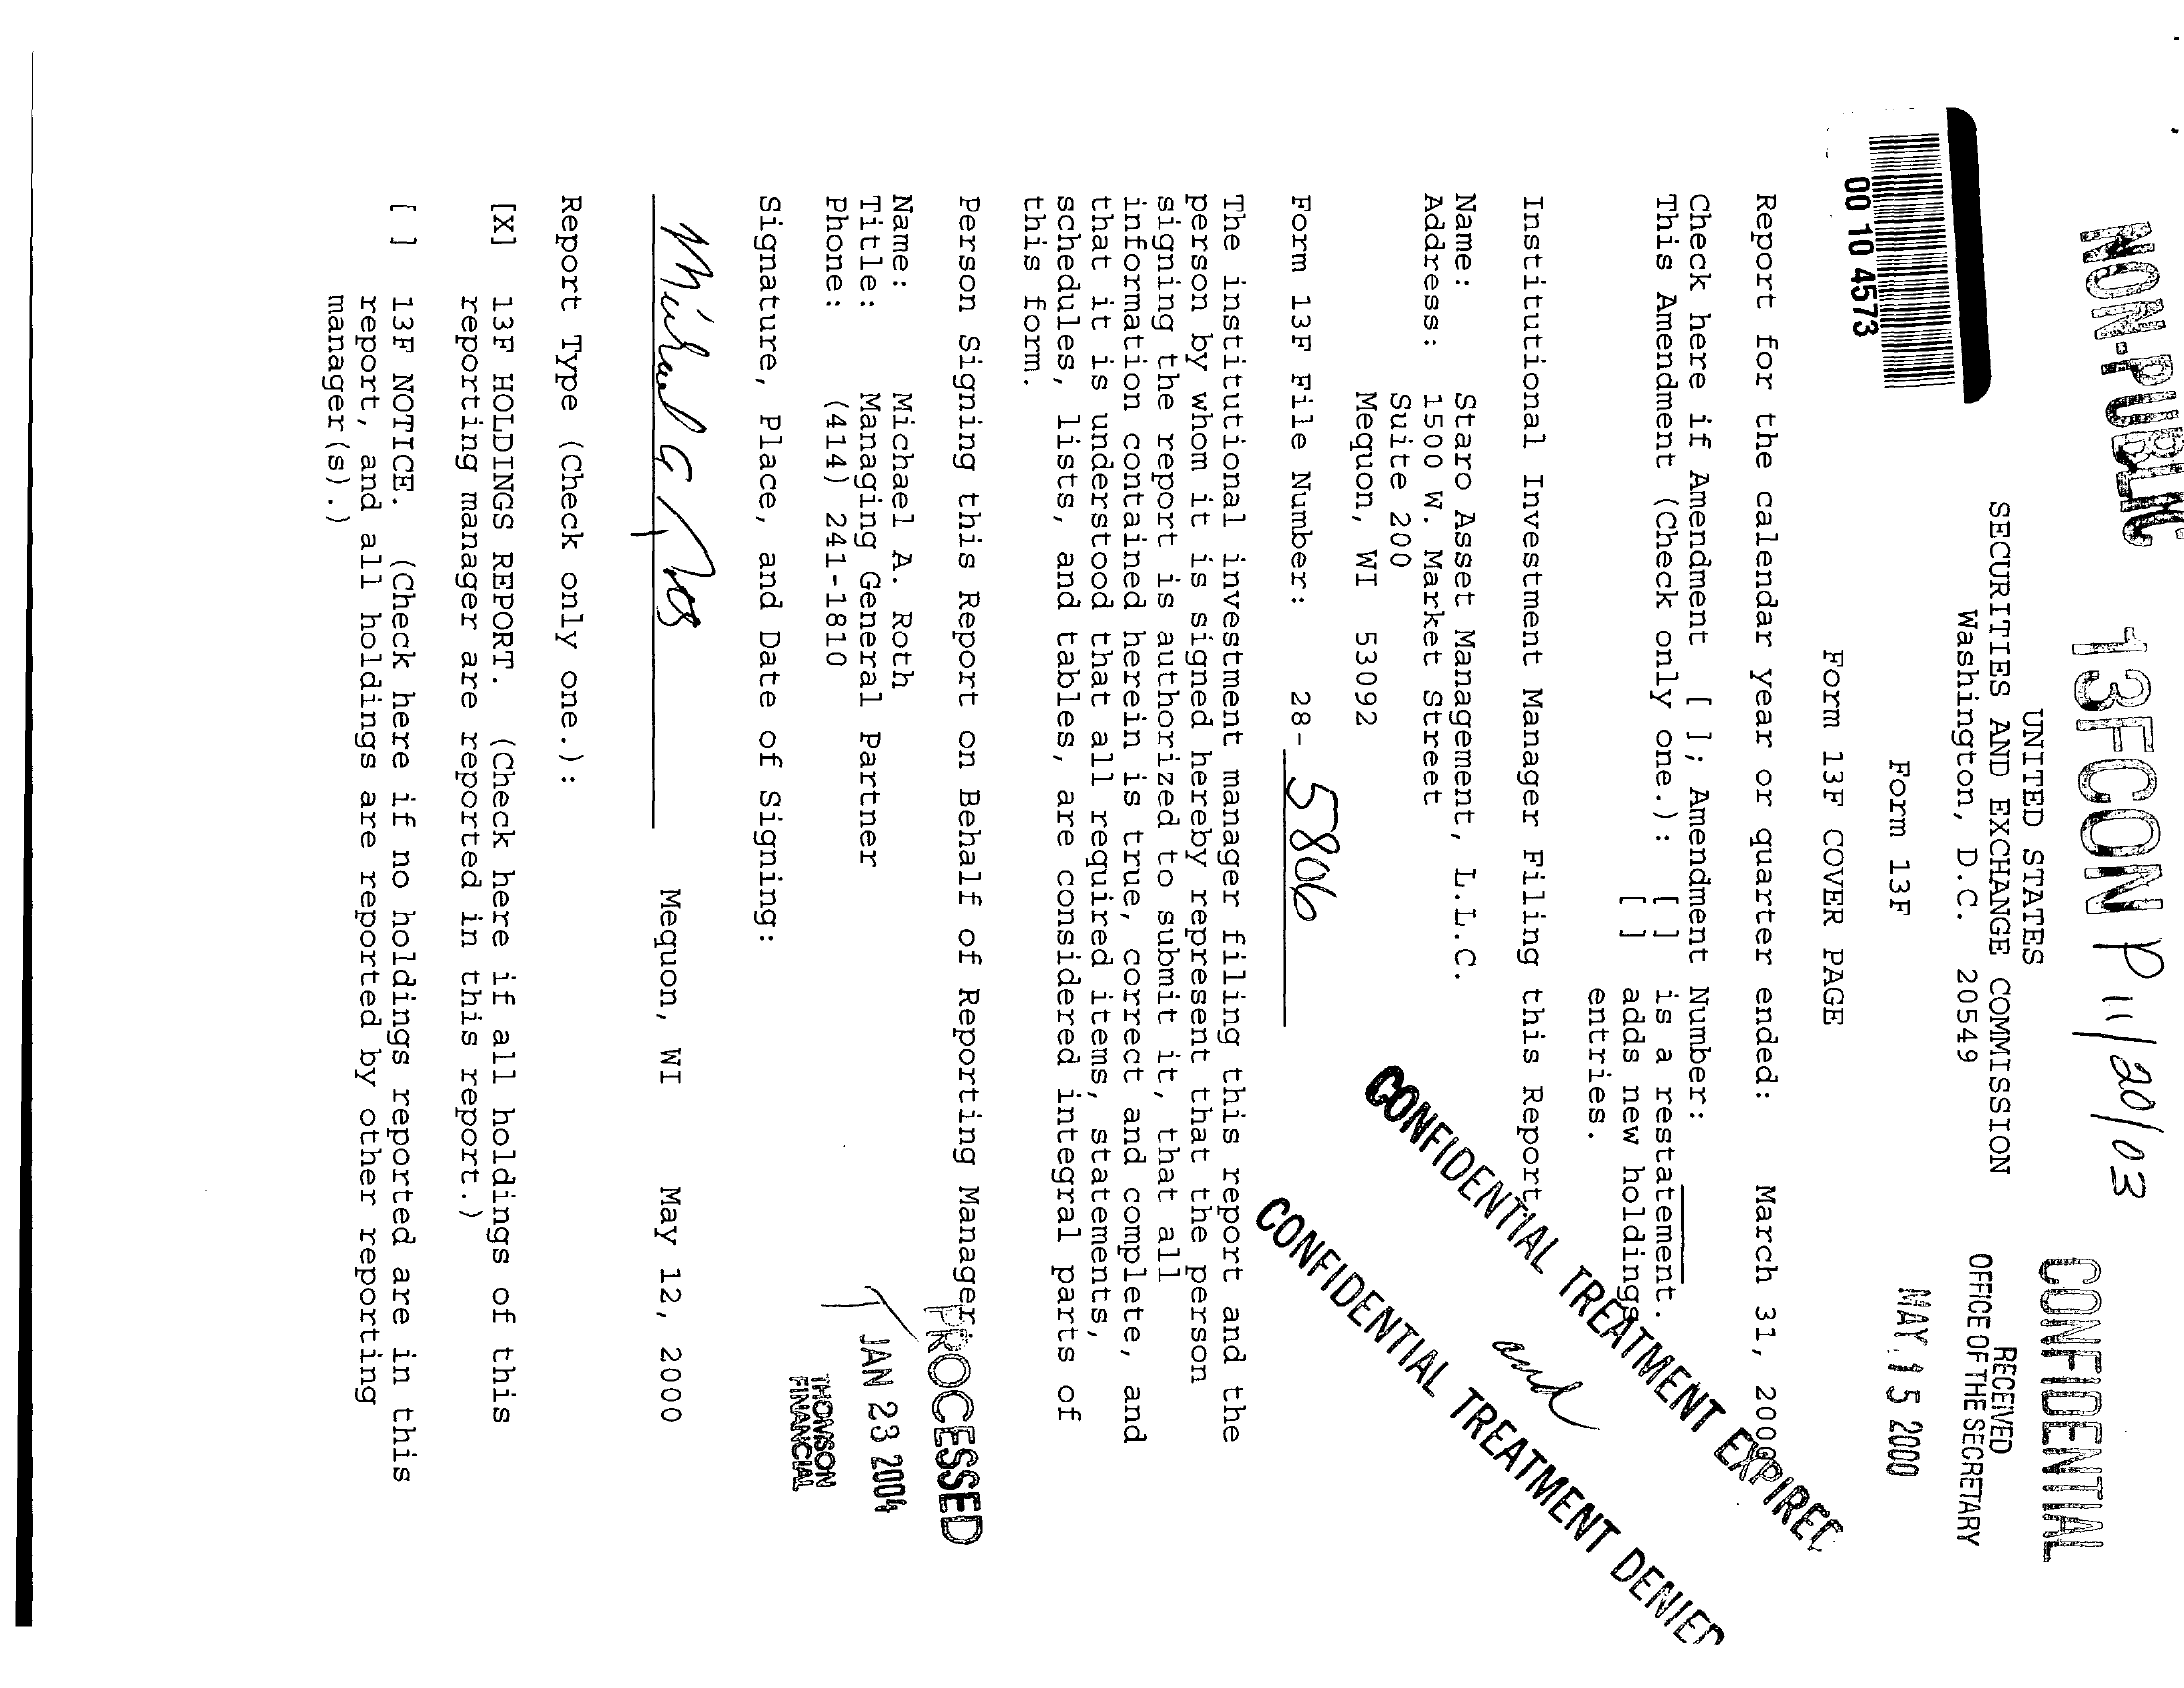 NON-PUBLIC 13FCON P 11/20/03
CONFIDENTIAL
UNITED STATES
SECURITIES AND EXCHANGE COMMISSION
Washington, D.C. 20549
RECEIVED
OFFICE OF THE SECRETARY
MAY 15 2000
Form 13F
00 10 4573
Form 13F COVER PAGE
Report for the calendar year or quarter ended: March 31, 2000
Check here if Amendment [ ]; Amendment Number:
This Amendment (Check only one.): [ ] is a restatement.
[ ] adds new holdings
entries.
Institutional Investment Manager Filing this Report:
Name: Staro Asset Management, L.L.C.
Address: 1500 W. Market Street
Suite 200
Mequon, WI 53092
CONFIDENTIAL TREATMENT EXPIRED
and
CONFIDENTIAL TREATMENT DENIED
Form 13F File Number: 28- 5806
The institutional investment manager filing this report and the
person by whom it is signed hereby represent that the person
signing the report is authorized to submit it, that all
information contained herein is true, correct and complete, and
that it is understood that all required items, statements,
schedules, lists, and tables, are considered integral parts of
this form.
Person Signing this Report on Behalf of Reporting Manager:
Name: Michael A. Roth
Title: Managing General Partner
Phone: (414) 241-1810
PROCESSED
JAN 23 2004
THOMSON
FINANCIAL
Signature, Place, and Date of Signing:
Mequon, WI May 12, 2000
Report Type (Check only one.):
[X] 13F HOLDINGS REPORT. (Check here if all holdings of this
reporting manager are reported in this report.)
[ ] 13F NOTICE. (Check here if no holdings reported are in this
report, and all holdings are reported by other reporting
manager(s).)